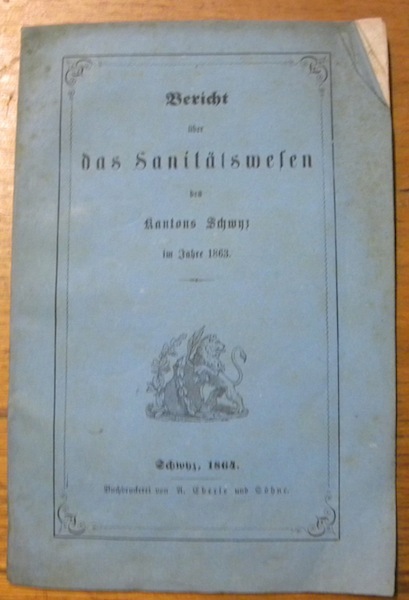 Bericht
über
das Sanitätswesen
des
Kantons Schwyz
im Jahre 1863.
Schwyz, 1864.
Buchdruckerei von A. Eberle und Söhne.